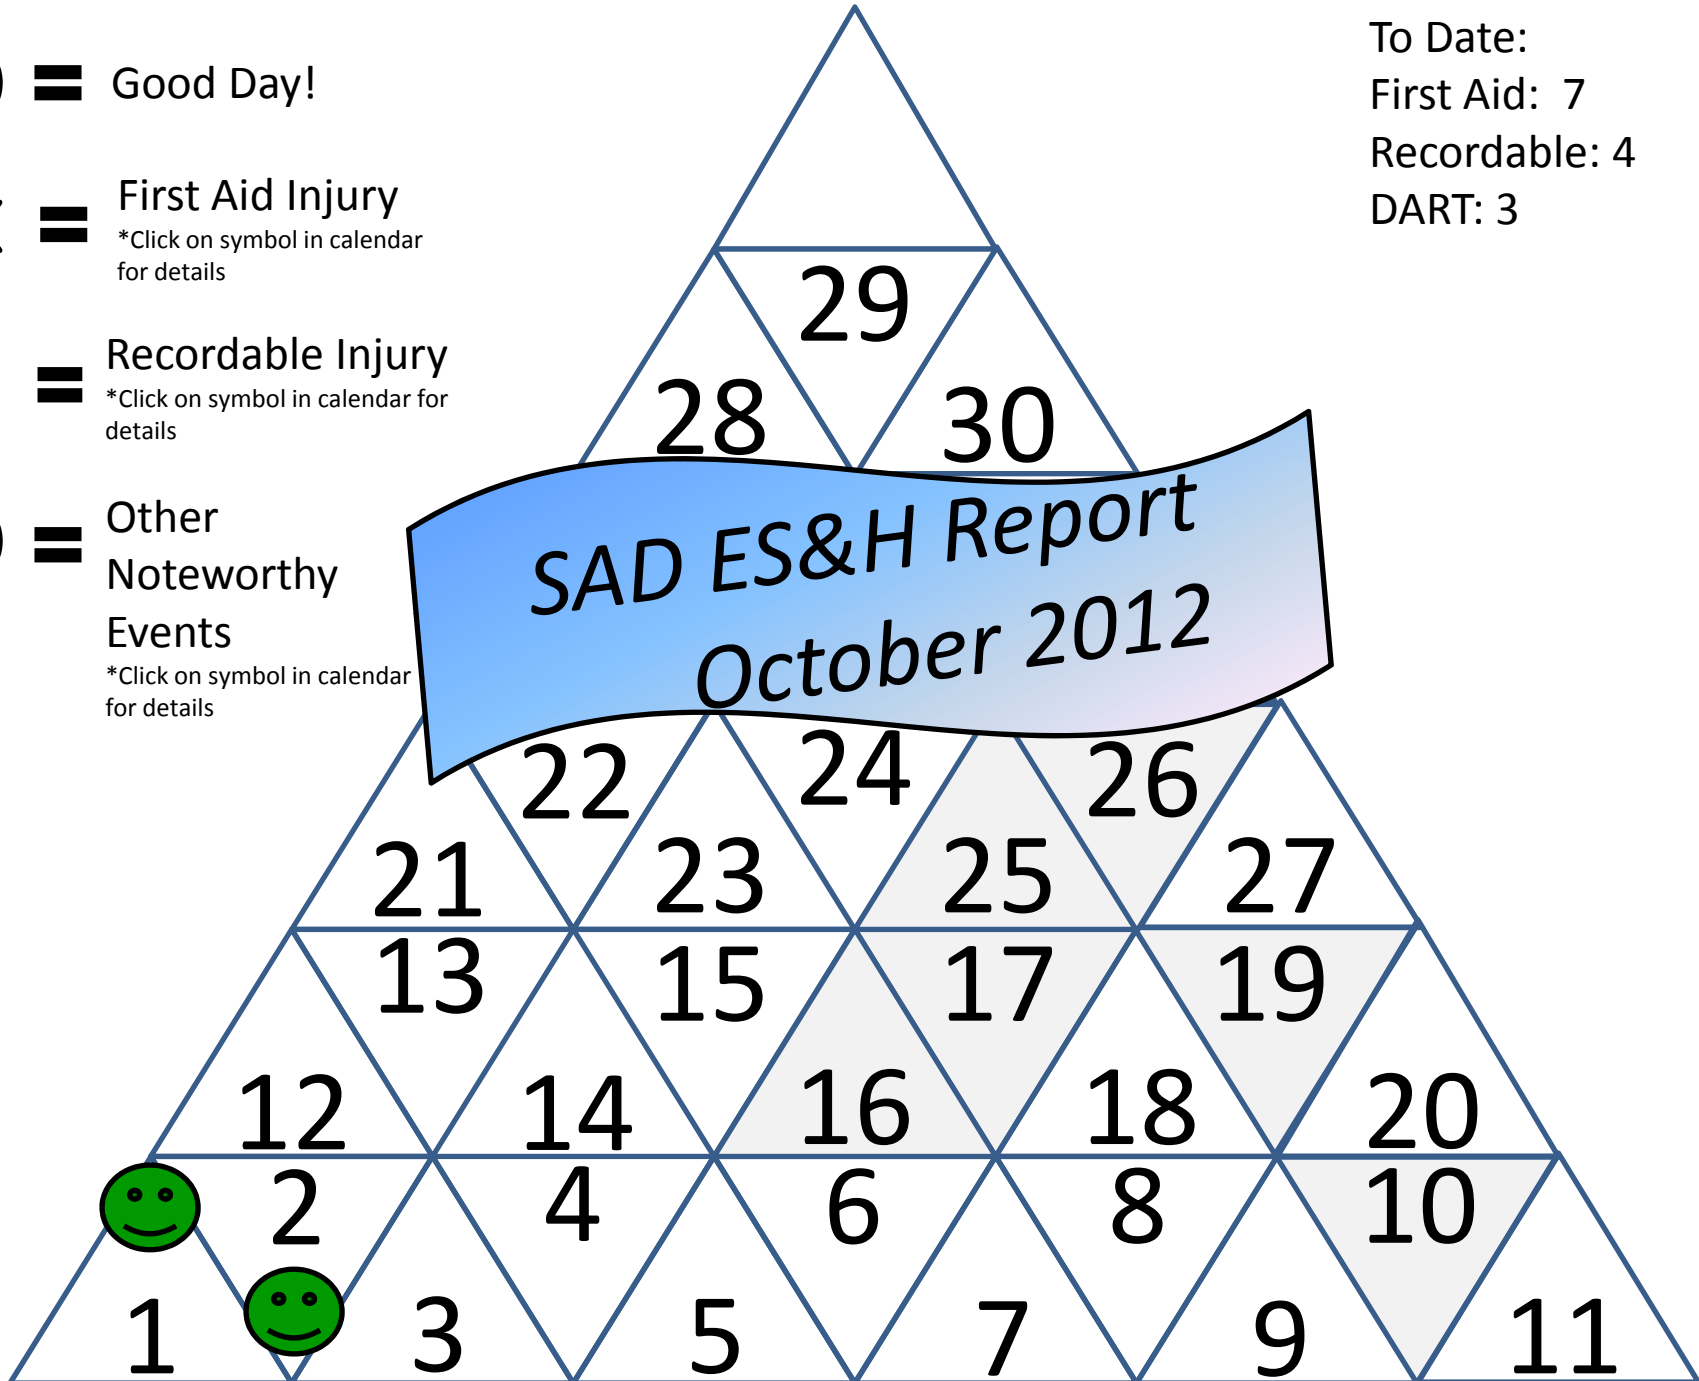 = Good Day!
= First Aid Injury
*Click on symbol in calendar
for details
= Recordable Injury
*Click on symbol in calendar for
details
= Other
Noteworthy
Events
*Click on symbol in calendar
for details
To Date:
First Aid: 7
Recordable: 4
DART: 3
29
28 30
SAD ES&H Report
October 2012
22 24 26
21 23 25 27
13 15 17 19
12 14 16 18 20
2 4 6 8 10
1 3 5 7 9 11